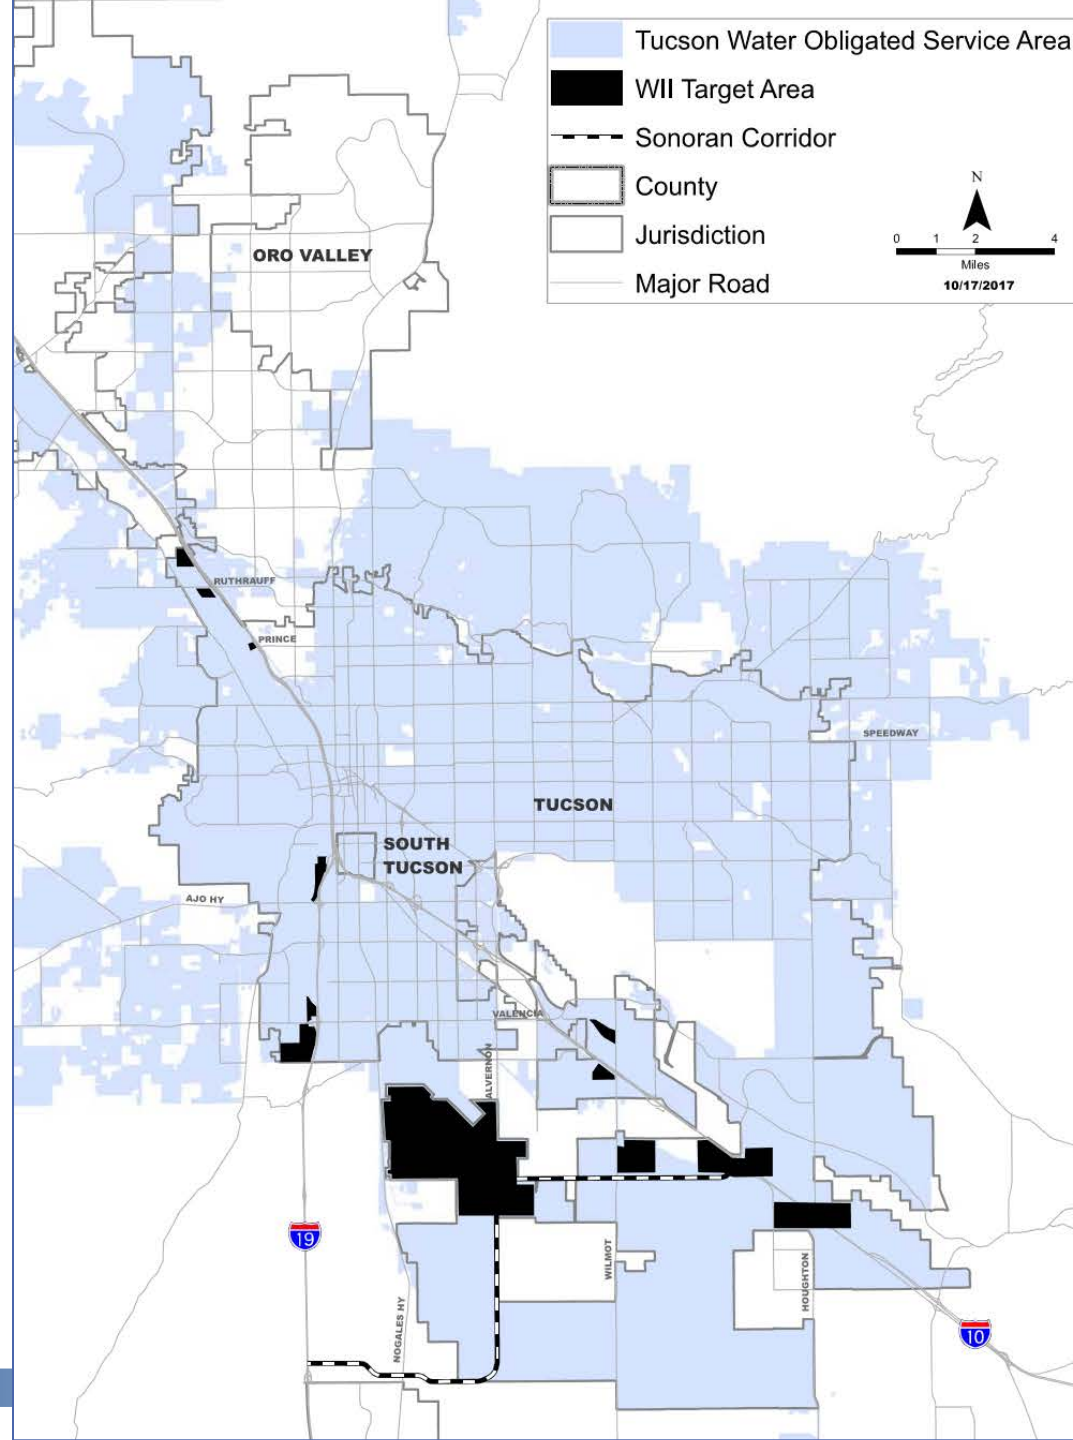 Tucson Water Obligated Service Area
WII Target Area
Sonoran Corridor
County
Jurisdiction
Major Road
N
0 1 2 4
Miles
10/17/2017
ORO VALLEY
RUTHRAUFF
PRINCE
SPEEDWAY
TUCSON
SOUTH
TUCSON
AJO HY
VALENCIA
ALVERNON
19
WILMOT
HOUGHTON
NOGALES HY
10